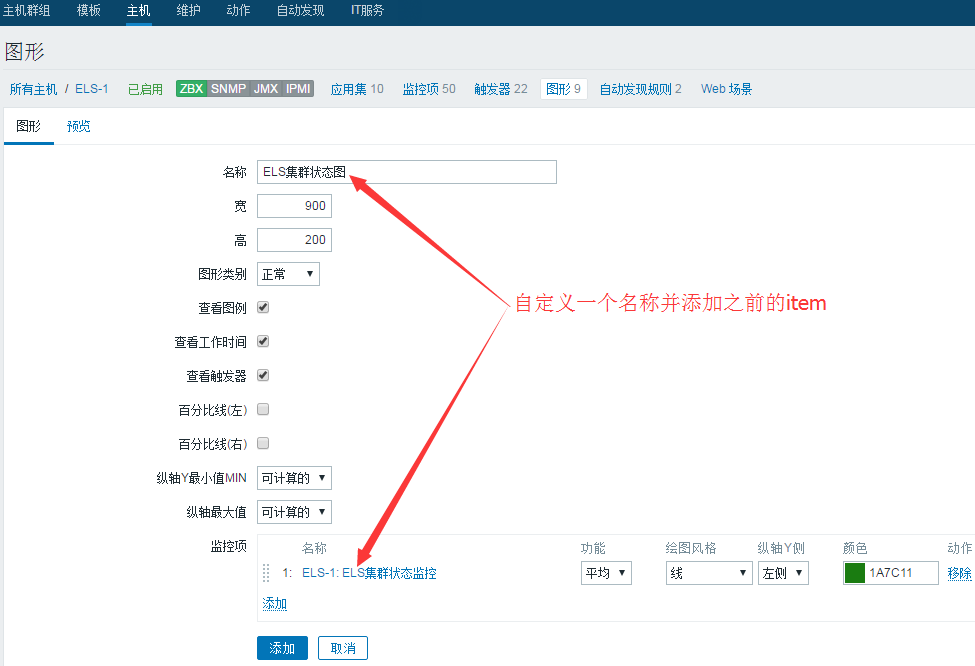 主机群组 模板 主机 维护 动作 自动发现 IT服务
图形
所有主机 / ELS-1 已启用 ZBX SNMP JMX IPMI 应用集 10 监控项 50 触发器 22 图形 9 自动发现规则 2 Web 场景
图形 预览
名称 ELS集群状态图
宽 900
高 200
图形类别 正常
查看图例
自定义一个名称并添加之前的item
查看工作时间
查看触发器
百分比线(左)
百分比线(右)
纵轴Y最小值MIN 可计算的
纵轴最大值 可计算的
监控项 名称 功能 绘图风格 纵轴Y侧 颜色 动作
1: ELS-1: ELS集群状态监控 平均 线 左侧 1A7C11 移除
添加
添加 取消